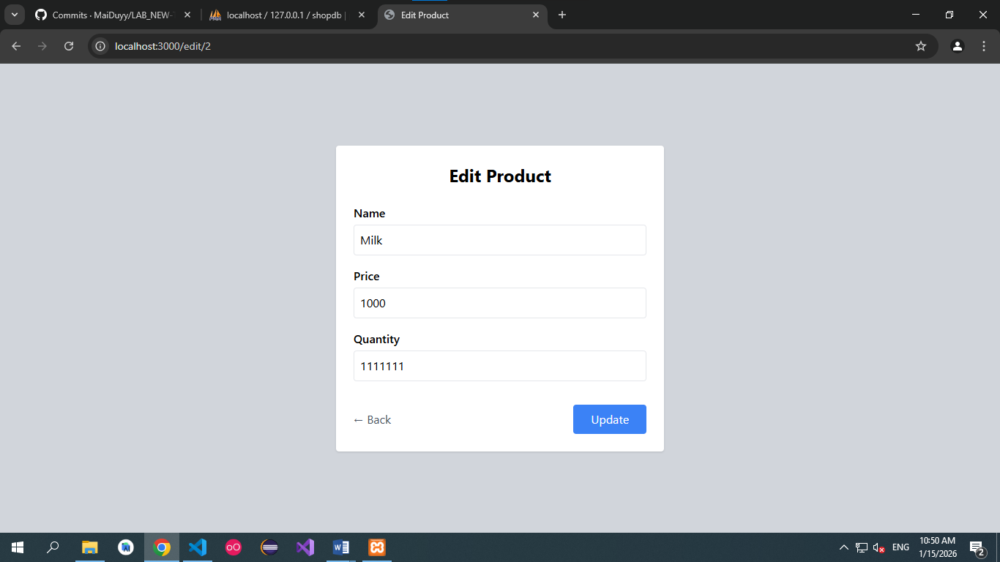 Commits · MaiDuyy/LAB_NEW-
localhost / 127.0.0.1 / shopdb |
Edit Product
localhost:3000/edit/2
Edit Product
Name
Milk
Price
1000
Quantity
1111111
← Back
Update
ENG
10:50 AM
1/15/2026
2